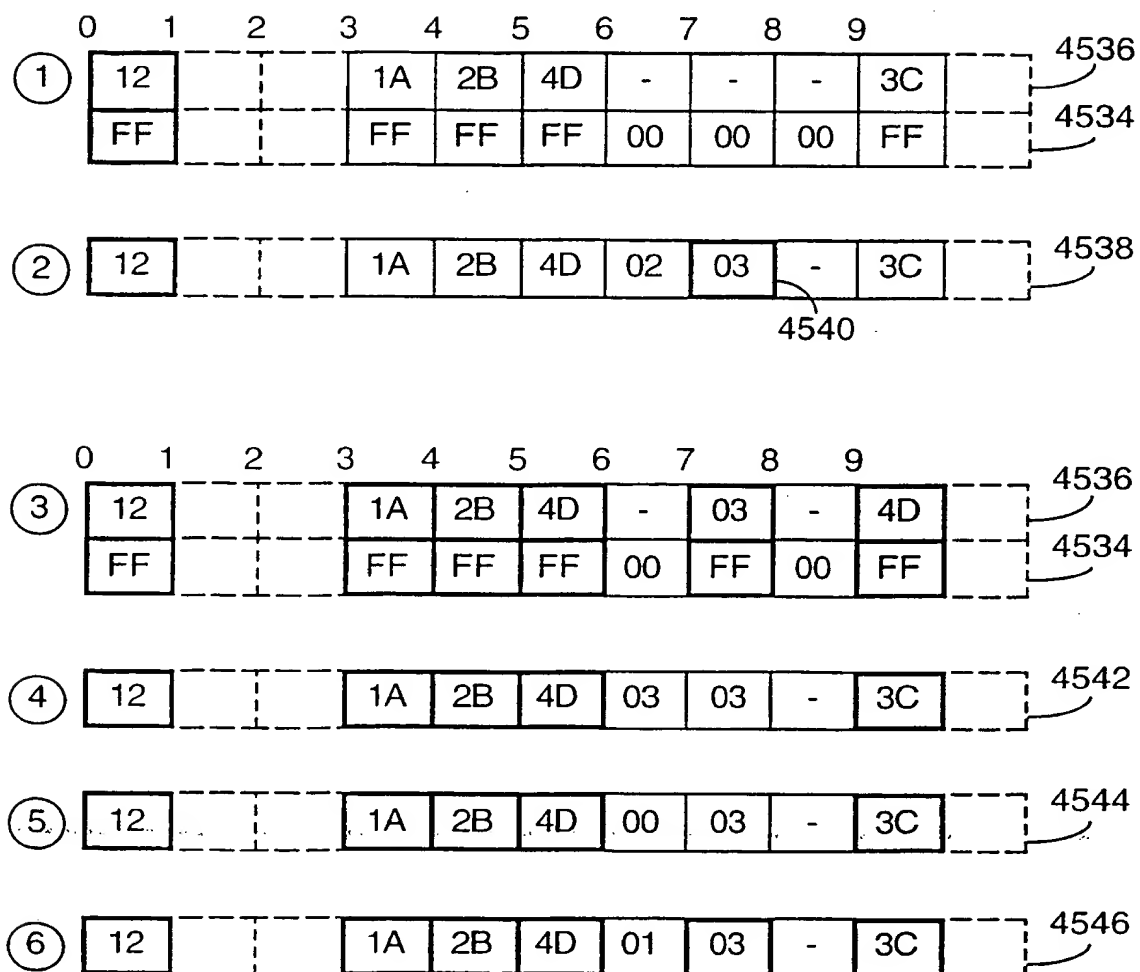 0 1 2 3 4 5 6 7 8 9
1 12 1A 2B 4D - - - 3C 4536
FF FF FF FF 00 00 00 FF 4534
2 12 1A 2B 4D 02 03 - 3C 4538
4540
0 1 2 3 4 5 6 7 8 9
3 12 1A 2B 4D - 03 - 4D 4536
FF FF FF FF 00 FF 00 FF 4534
4 12 1A 2B 4D 03 03 - 3C 4542
5 12 1A 2B 4D 00 03 - 3C 4544
6 12 1A 2B 4D 01 03 - 3C 4546